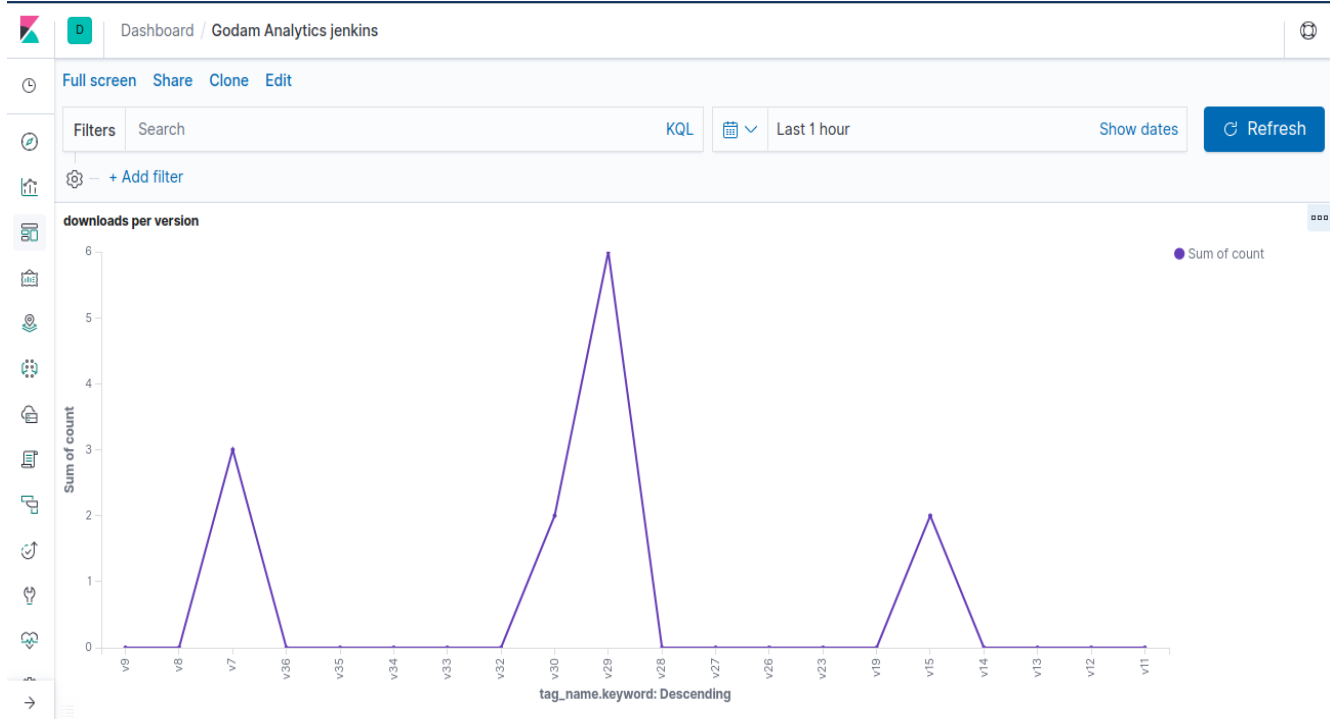 D Dashboard / Godam Analytics jenkins
Full screen Share Clone Edit
Filters Search KQL Last 1 hour Show dates Refresh
+ Add filter
downloads per version
Sum of count
6
5
4
3
2
1
0
Sum of count
v9 v8 v7 v36 v35 v34 v33 v32 v30 v29 v28 v27 v26 v23 v19 v15 v14 v13 v12 v11
tag_name.keyword: Descending